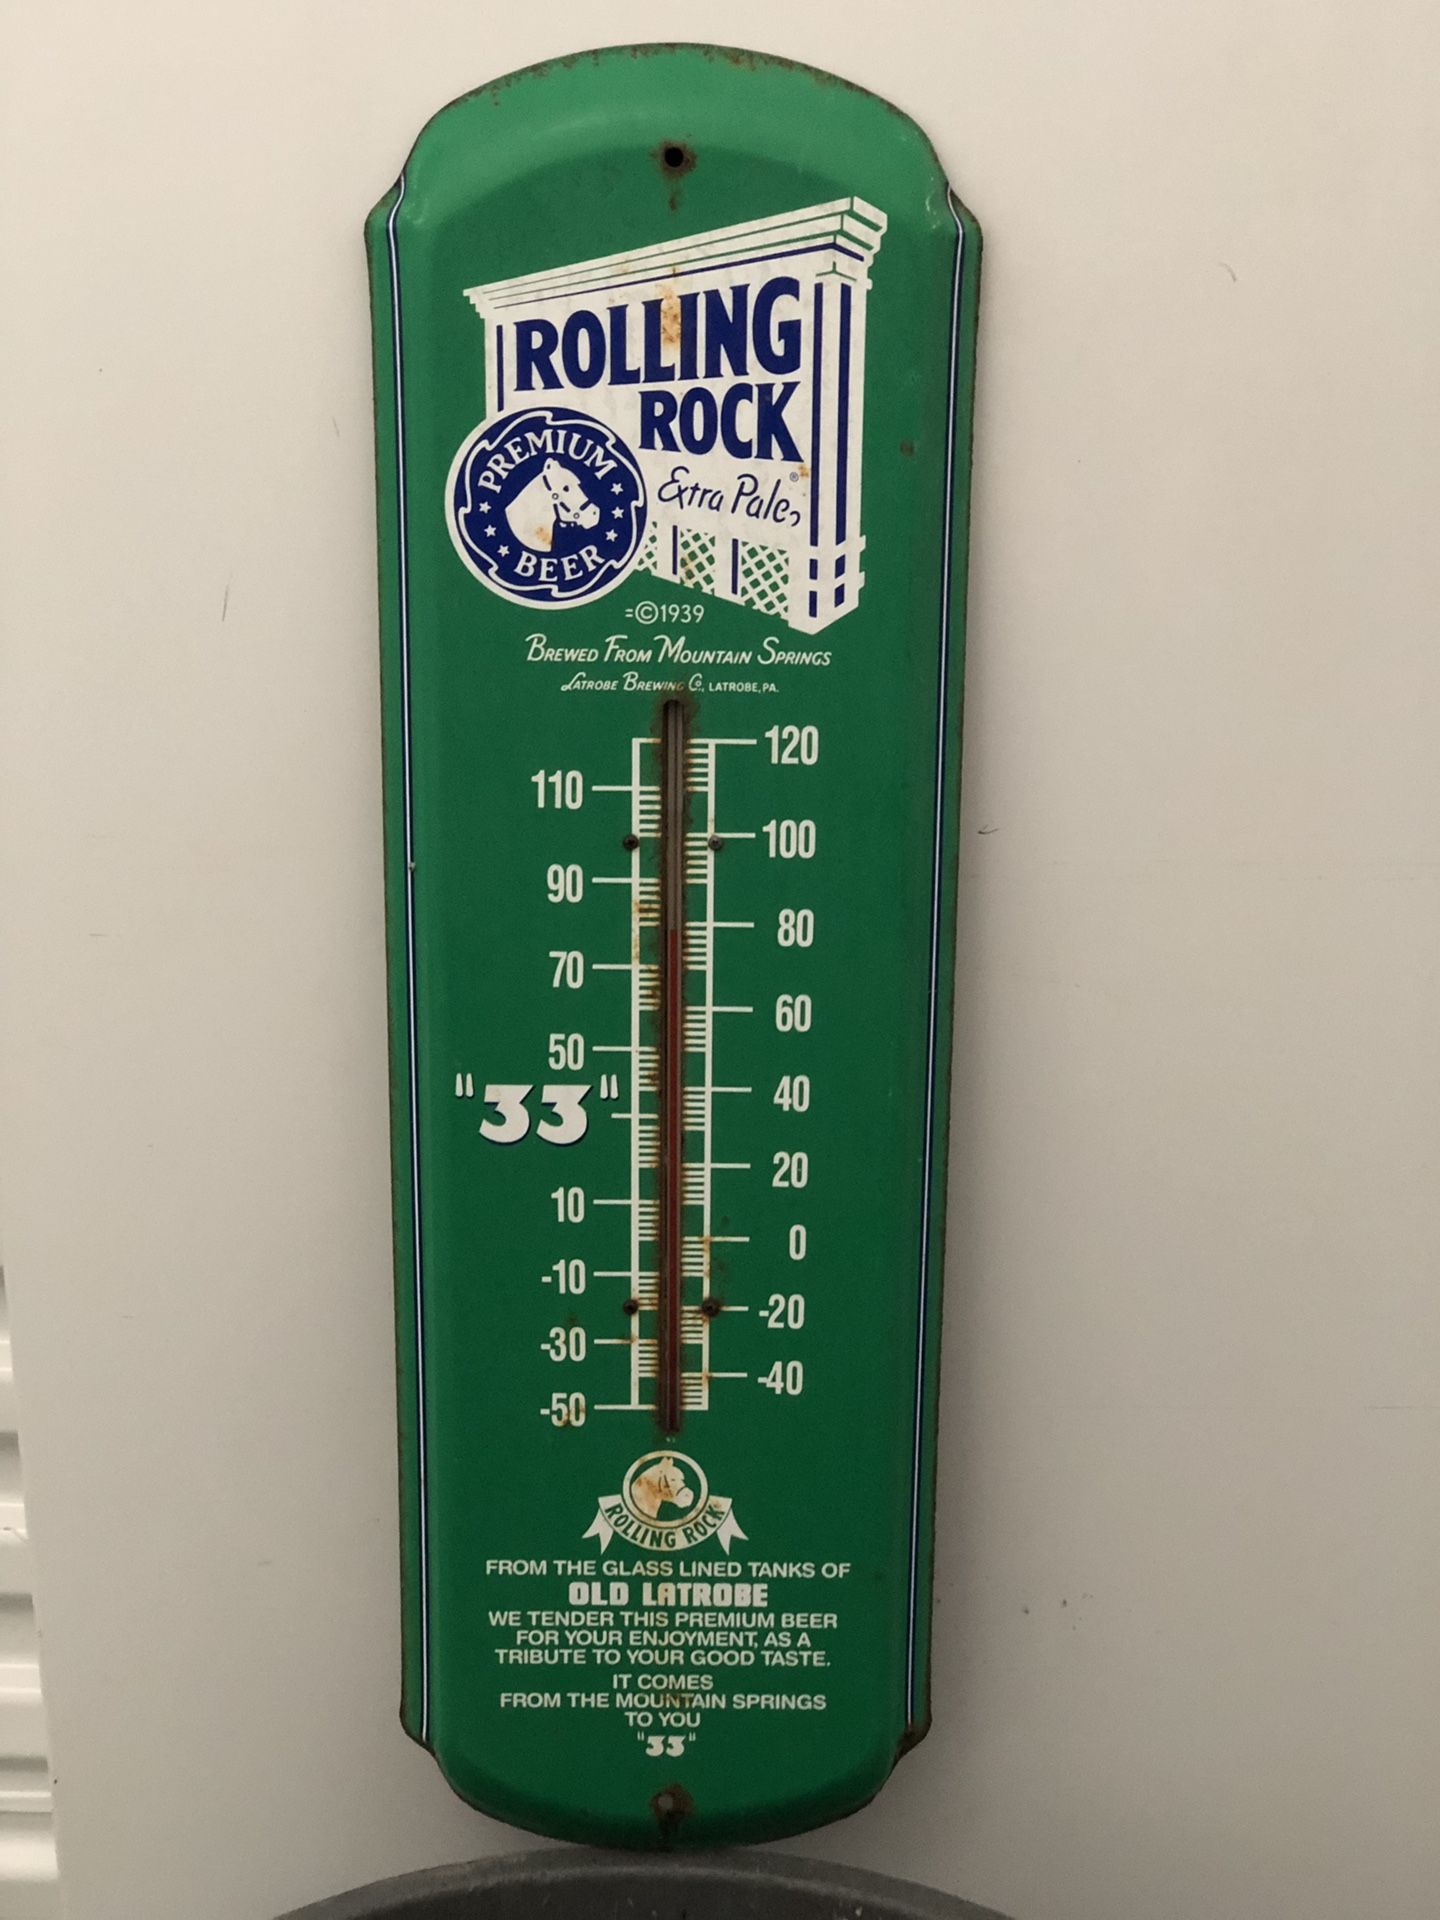 ROLLING
ROCK
Extra Pale ®
PREMIUM
BEER
=©1939
BREWED FROM MOUNTAIN SPRINGS
LATROBE BREWING CO., LATROBE, PA.
120
110
100
90
80
70
60
50
"33"
40
20
10
0
-10
-20
-30
-40
-50
ROLLING ROCK
FROM THE GLASS LINED TANKS OF
OLD LATROBE
WE TENDER THIS PREMIUM BEER
FOR YOUR ENJOYMENT, AS A
TRIBUTE TO YOUR GOOD TASTE.
IT COMES
FROM THE MOUNTAIN SPRINGS
TO YOU
"33"